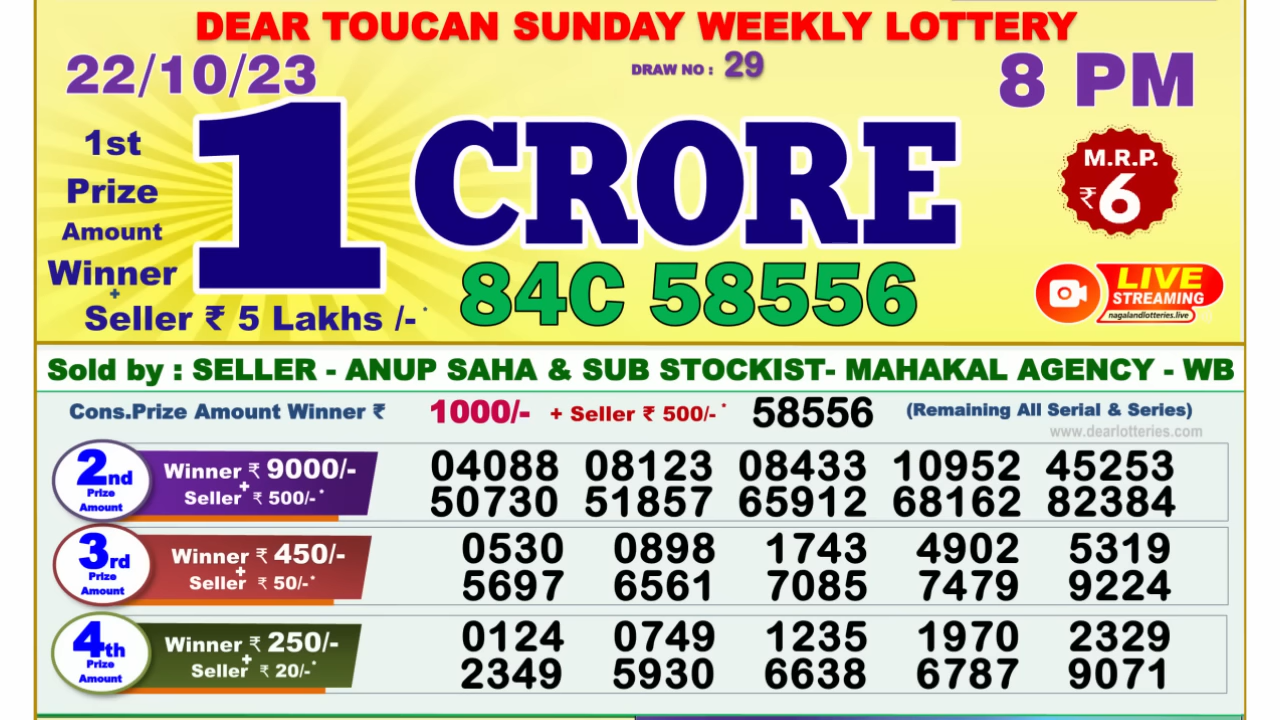 DEAR TOUCAN SUNDAY WEEKLY LOTTERY
22/10/23
DRAW NO : 29
8 PM
1st
Prize
Amount
Winner
+
Seller ₹ 5 Lakhs /-*
1 CRORE
84C 58556
M.R.P.
₹6
LIVE
STREAMING
nagalandlotteries.live
Sold by : SELLER - ANUP SAHA & SUB STOCKIST- MAHAKAL AGENCY - WB
Cons.Prize Amount Winner ₹ 1000/- + Seller ₹ 500/-* 58556 (Remaining All Serial & Series)
www.dearlotteries.com
2nd
Prize
Amount
Winner ₹ 9000/-
+
Seller ₹ 500/-*
04088 08123 08433 10952 45253
50730 51857 65912 68162 82384
3rd
Prize
Amount
Winner ₹ 450/-
+
Seller ₹ 50/-*
0530 0898 1743 4902 5319
5697 6561 7085 7479 9224
4th
Prize
Amount
Winner ₹ 250/-
+
Seller ₹ 20/-*
0124 0749 1235 1970 2329
2349 5930 6638 6787 9071